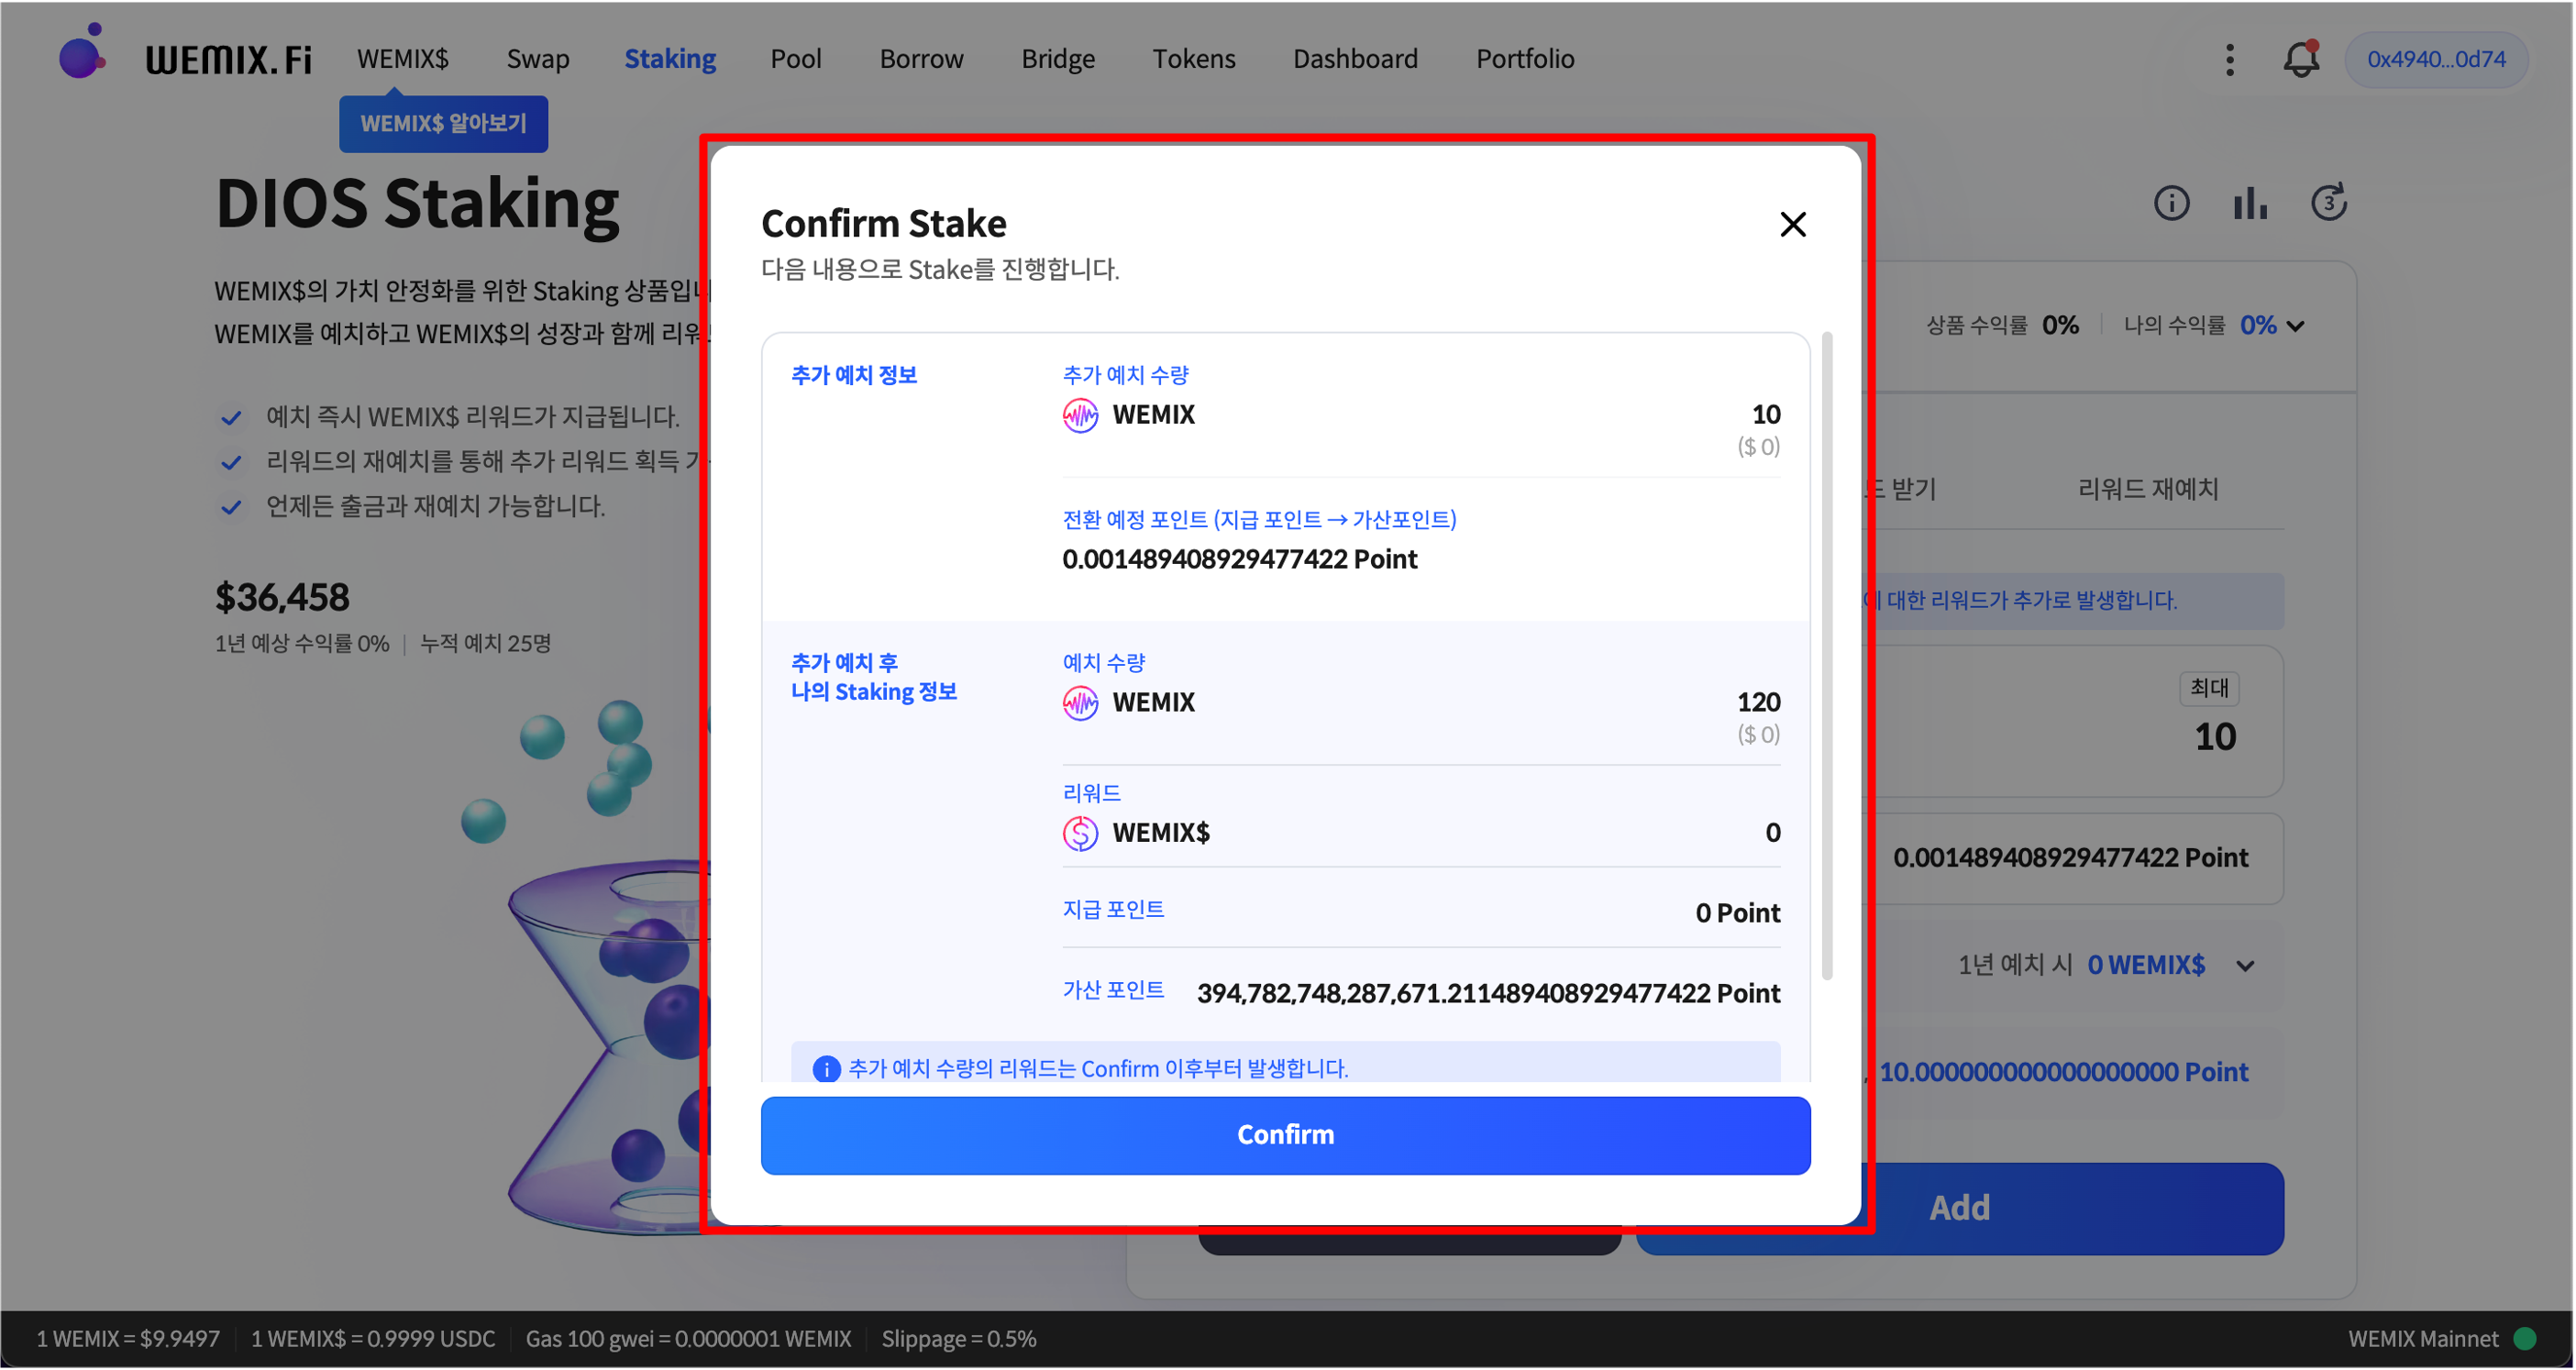 WEMIX.Fi WEMIX$ Swap Staking Pool Borrow Bridge Tokens Dashboard Portfolio 0x4940...0d74
WEMIX$ 알아보기
DIOS Staking
WEMIX$의 가치 안정화를 위한 Staking 상품입니
WEMIX를 예치하고 WEMIX$의 성장과 함께 리워
예치 즉시 WEMIX$ 리워드가 지급됩니다.
리워드의 재예치를 통해 추가 리워드 획득
언제든 출금과 재예치 가능합니다.
$36,458
1년 예상 수익률 0% 누적 예치 25명
Confirm Stake
다음 내용으로 Stake를 진행합니다.
추가 예치 정보
추가 예치 수량
WEMIX 10
($ 0)
전환 예정 포인트 (지급 포인트 → 가산포인트)
0.001489408929477422 Point
추가 예치 후
나의 Staking 정보
예치 수량
WEMIX 120
($ 0)
리워드
WEMIX$ 0
지급 포인트 0 Point
가산 포인트 394,782,748,287,671.211489408929477422 Point
추가 예치 수량의 리워드는 Confirm 이후부터 발생합니다.
Confirm
3
상품 수익률 0% 나의 수익률 0%
드 받기 리워드 재예치
에 대한 리워드가 추가로 발생합니다.
최대
10
0.001489408929477422 Point
1년 예치 시 0 WEMIX$
, 10.000000000000000000 Point
Add
1 WEMIX = $9.9497 1 WEMIX$ = 0.9999 USDC Gas 100 gwei = 0.0000001 WEMIX Slippage = 0.5% WEMIX Mainnet